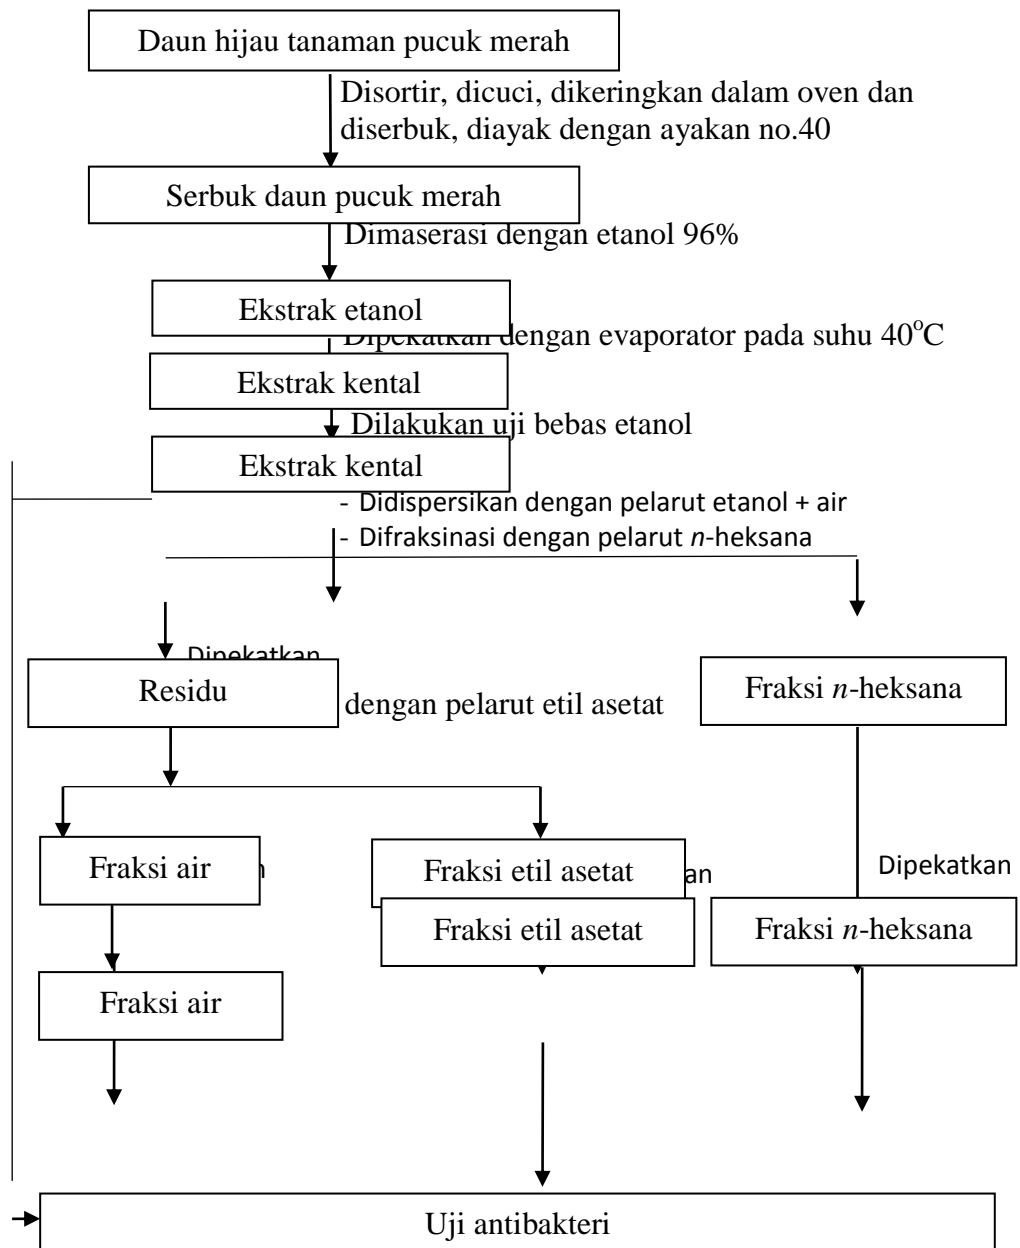 Daun hijau tanaman pucuk merah
Disortir, dicuci, dikeringkan dalam oven dan
diserbuk, diayak dengan ayakan no.40
Serbuk daun pucuk merah
Dimaserasi dengan etanol 96%
Ekstrak etanol
Dipekatkan dengan evaporator pada suhu 40°C
Ekstrak kental
Dilakukan uji bebas etanol
Ekstrak kental
- Didispersikan dengan pelarut etanol + air
- Difraksinasi dengan pelarut n-heksana
Dipekatkan
Residu
dengan pelarut etil asetat
Fraksi n-heksana
Fraksi air
Fraksi etil asetat
an
Dipekatkan
Fraksi etil asetat
Fraksi n-heksana
Fraksi air
Uji antibakteri